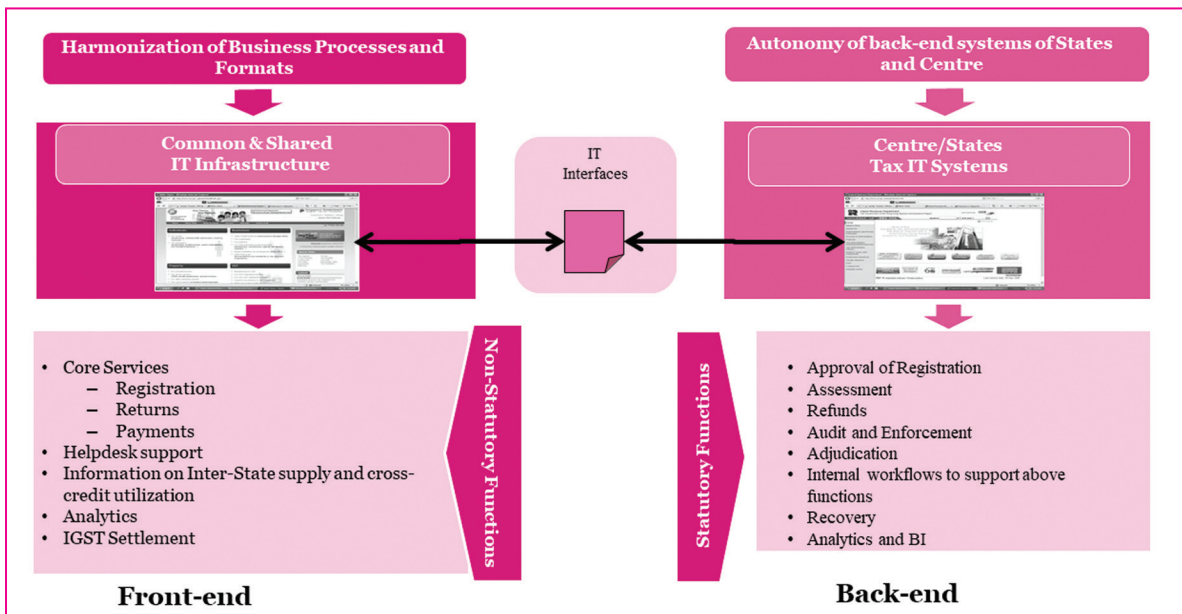 Harmonization of Business Processes and
Formats
Autonomy of back-end systems of States
and Centre
Common & Shared
IT Infrastructure
IT
Interfaces
Centre/States
Tax IT Systems
• Core Services
– Registration
– Returns
– Payments
• Helpdesk support
• Information on Inter-State supply and cross-
credit utilization
• Analytics
• IGST Settlement
Non-Statutory Functions
Statutory Functions
• Approval of Registration
• Assessment
• Refunds
• Audit and Enforcement
• Adjudication
• Internal workflows to support above
functions
• Recovery
• Analytics and BI
Front-end
Back-end